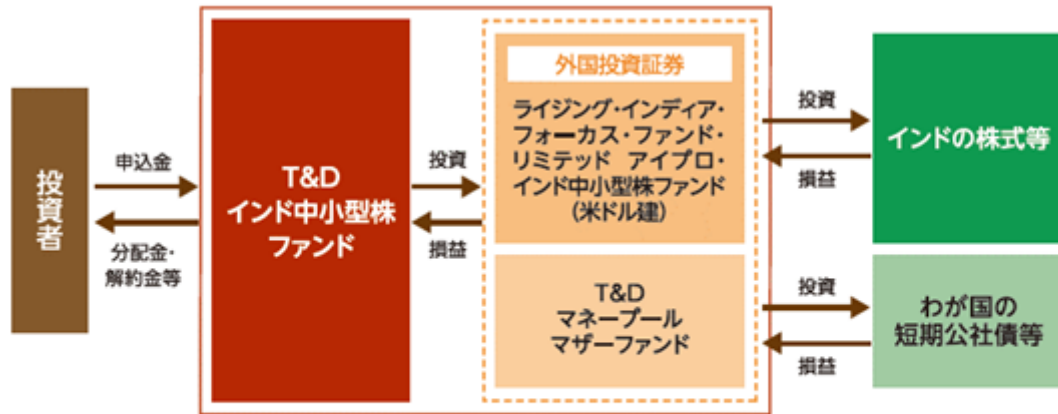 投資者
申込金
分配金・
解約金等
T&D
インド中小型株
ファンド
投資
損益
外国投資証券
ライジング・インディア・
フォーカス・ファンド・
リミテッド アイプロ・
インド中小型株ファンド
(米ドル建)
T&D
マネープール
マザーファンド
投資
損益
インドの株式等
投資
損益
わが国の
短期公社債等